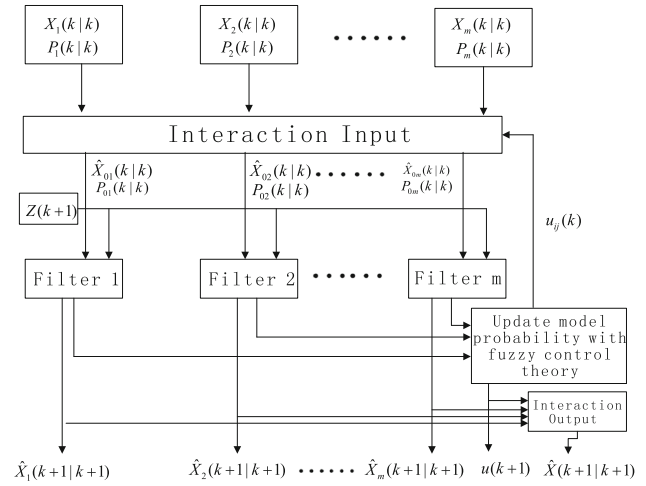 X₁(k|k) X₂(k|k) Xₘ(k|k)
P₁(k|k) P₂(k|k) ...... Pₘ(k|k)
Interaction Input
X̂₀₁(k|k) X̂₀₂(k|k) X̂₀ₘ(k|k)
P₀₁(k|k) P₀₂(k|k) ...... P₀ₘ(k|k)
Z(k+1)
uᵢⱼ(k)
Filter 1 Filter 2 ...... Filter m
Update model
probability with
fuzzy control
theory
Interaction
Output
X̂₁(k+1|k+1) X̂₂(k+1|k+1) ...... X̂ₘ(k+1|k+1) u(k+1) X̂(k+1|k+1)